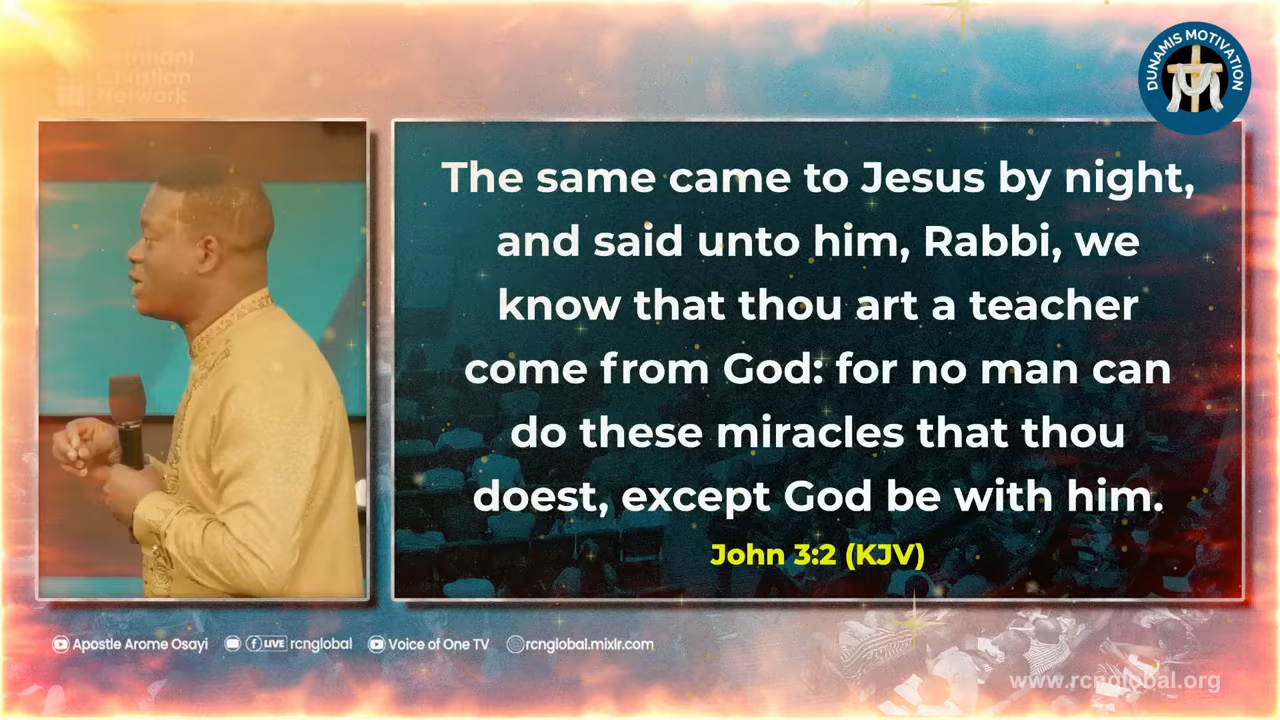 Christian
Network
DUNAMIS MOTIVATION
The same came to Jesus by night,
and said unto him, Rabbi, we
know that thou art a teacher
come from God: for no man can
do these miracles that thou
doest, except God be with him.
John 3:2 (KJV)
Apostle Arome Osayi LIVE rcnglobal Voice of One TV rcnglobal.mixlr.com
www.rcnglobal.org